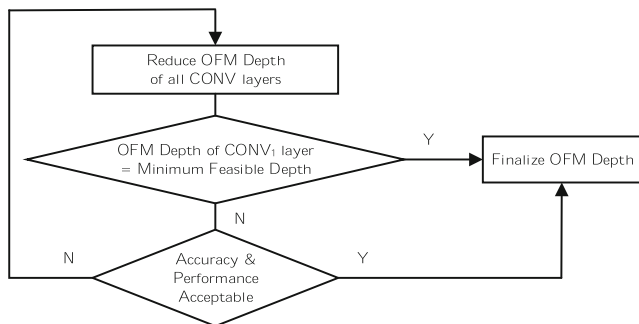 Reduce OFM Depth
of all CONV layers
OFM Depth of CONV₁ layer
= Minimum Feasible Depth
Y
Finalize OFM Depth
N
N
Accuracy &
Performance
Acceptable
Y